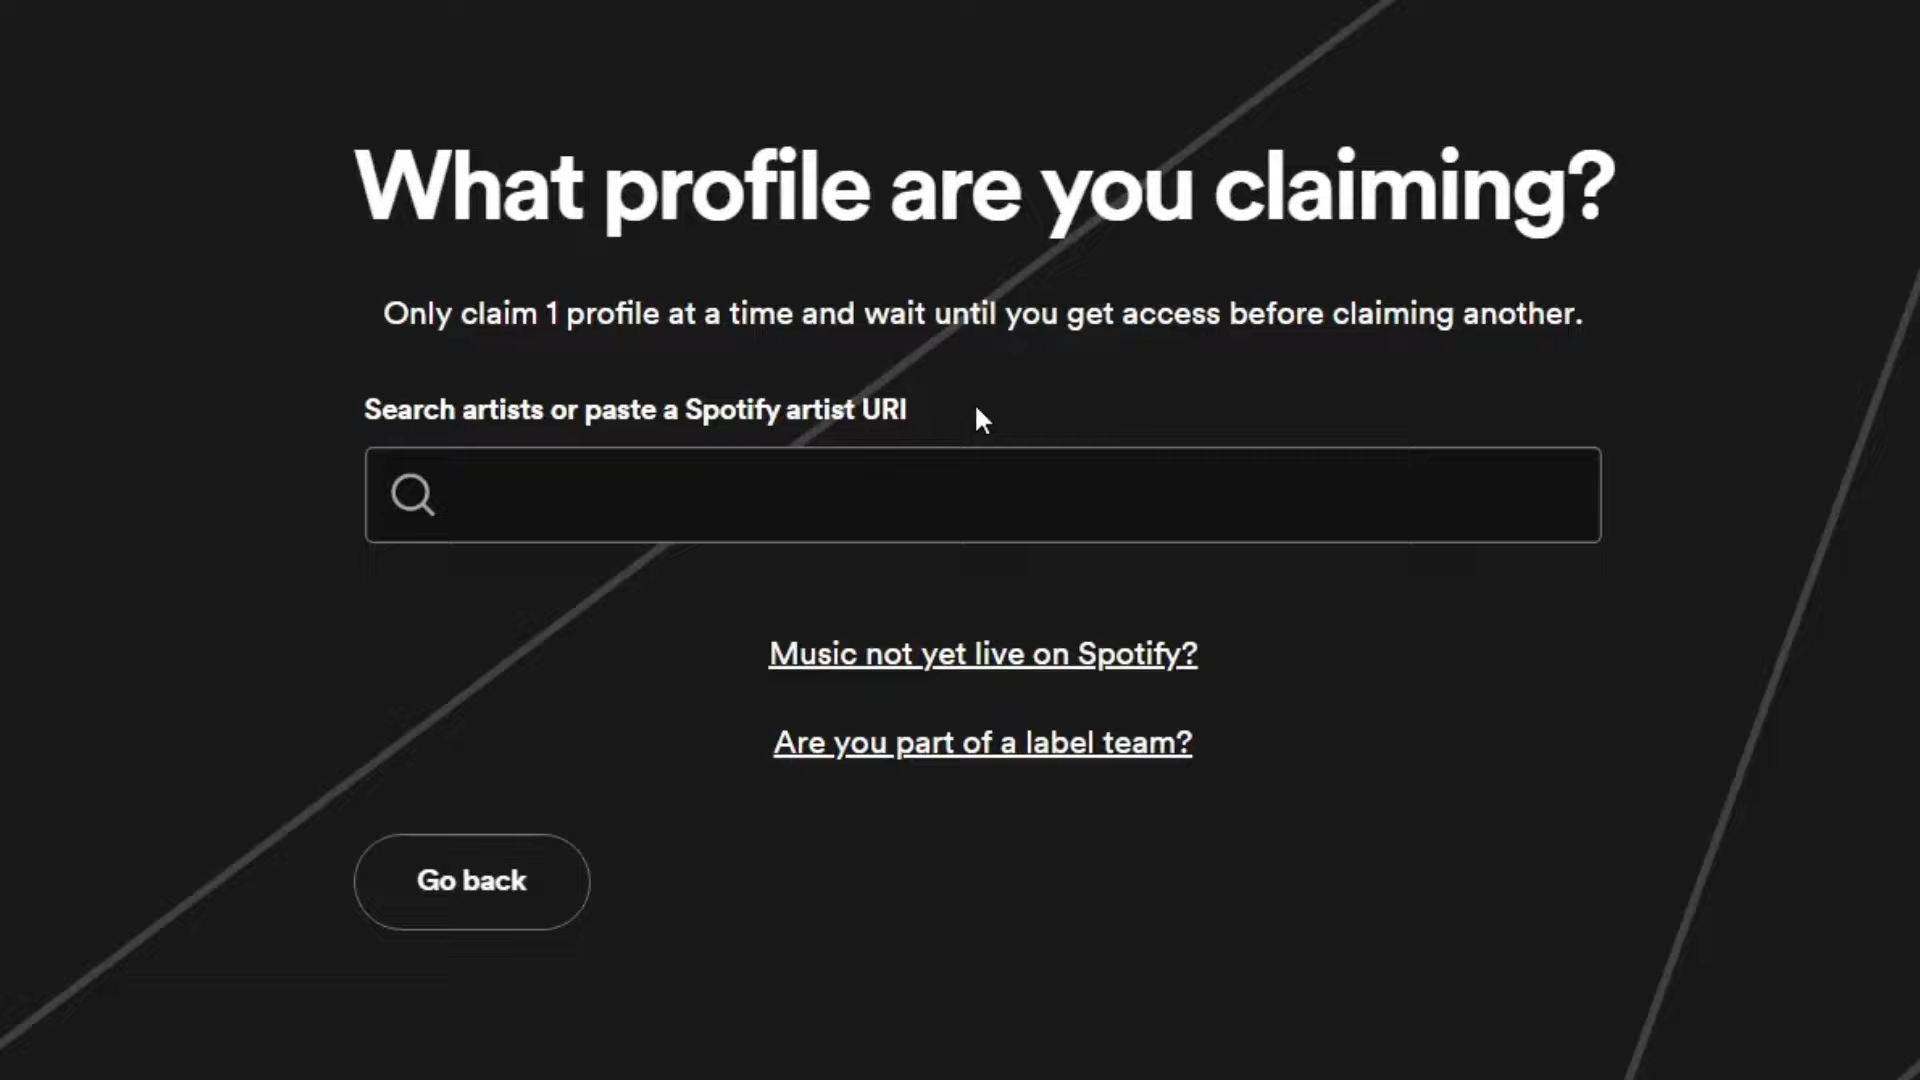 What profile are you claiming?
Only claim 1 profile at a time and wait until you get access before claiming another.
Search artists or paste a Spotify artist URI
Music not yet live on Spotify?
Are you part of a label team?
Go back